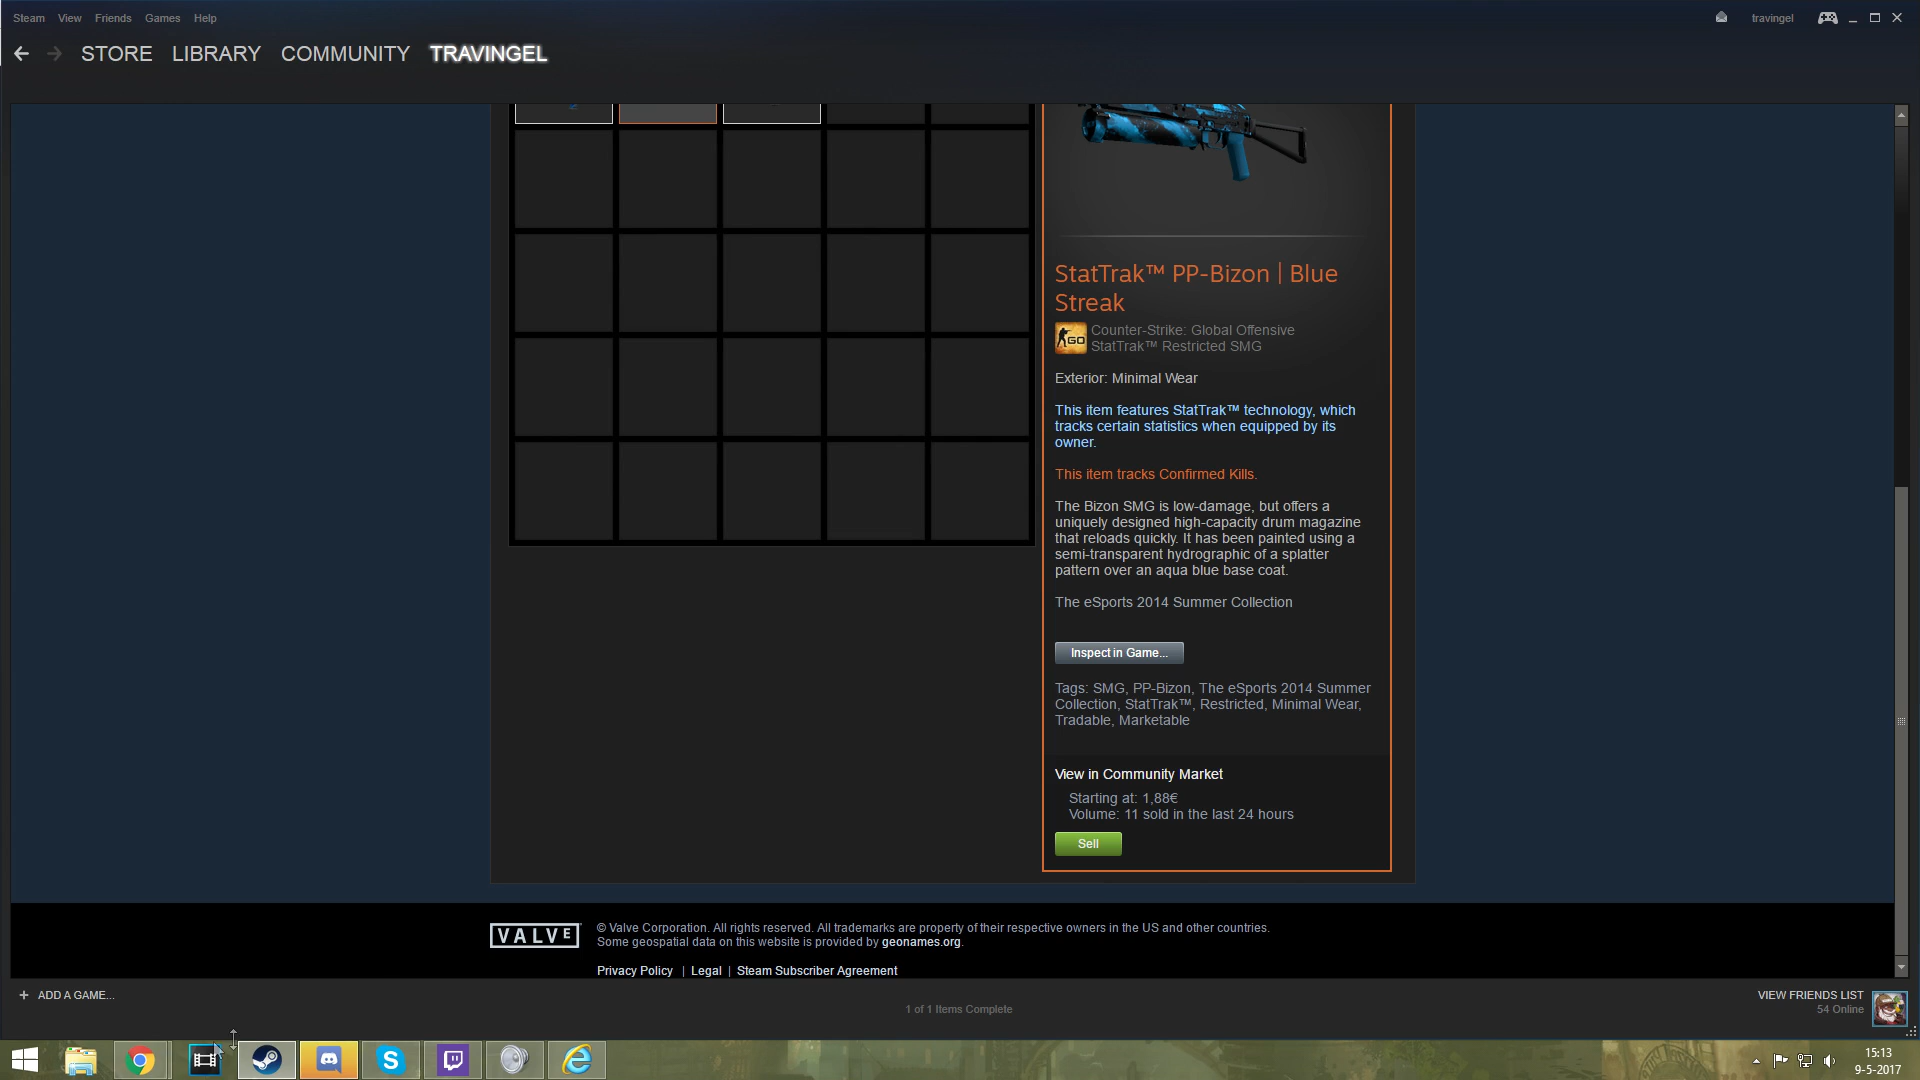 Steam View Friends Games Help
travingel
STORE LIBRARY COMMUNITY TRAVINGEL
StatTrak™ PP-Bizon | Blue
Streak
GO
Counter-Strike: Global Offensive
StatTrak™ Restricted SMG
Exterior: Minimal Wear
This item features StatTrak™ technology, which
tracks certain statistics when equipped by its
owner.
This item tracks Confirmed Kills.
The Bizon SMG is low-damage, but offers a
uniquely designed high-capacity drum magazine
that reloads quickly. It has been painted using a
semi-transparent hydrographic of a splatter
pattern over an aqua blue base coat.
The eSports 2014 Summer Collection
Inspect in Game...
Tags: SMG, PP-Bizon, The eSports 2014 Summer
Collection, StatTrak™, Restricted, Minimal Wear,
Tradable, Marketable
View in Community Market
Starting at: 1,88€
Volume: 11 sold in the last 24 hours
Sell
VALVE
© Valve Corporation. All rights reserved. All trademarks are property of their respective owners in the US and other countries.
Some geospatial data on this website is provided by geonames.org.
Privacy Policy | Legal | Steam Subscriber Agreement
+ ADD A GAME...
1 of 1 Items Complete
VIEW FRIENDS LIST
54 Online
15:13
9-5-2017